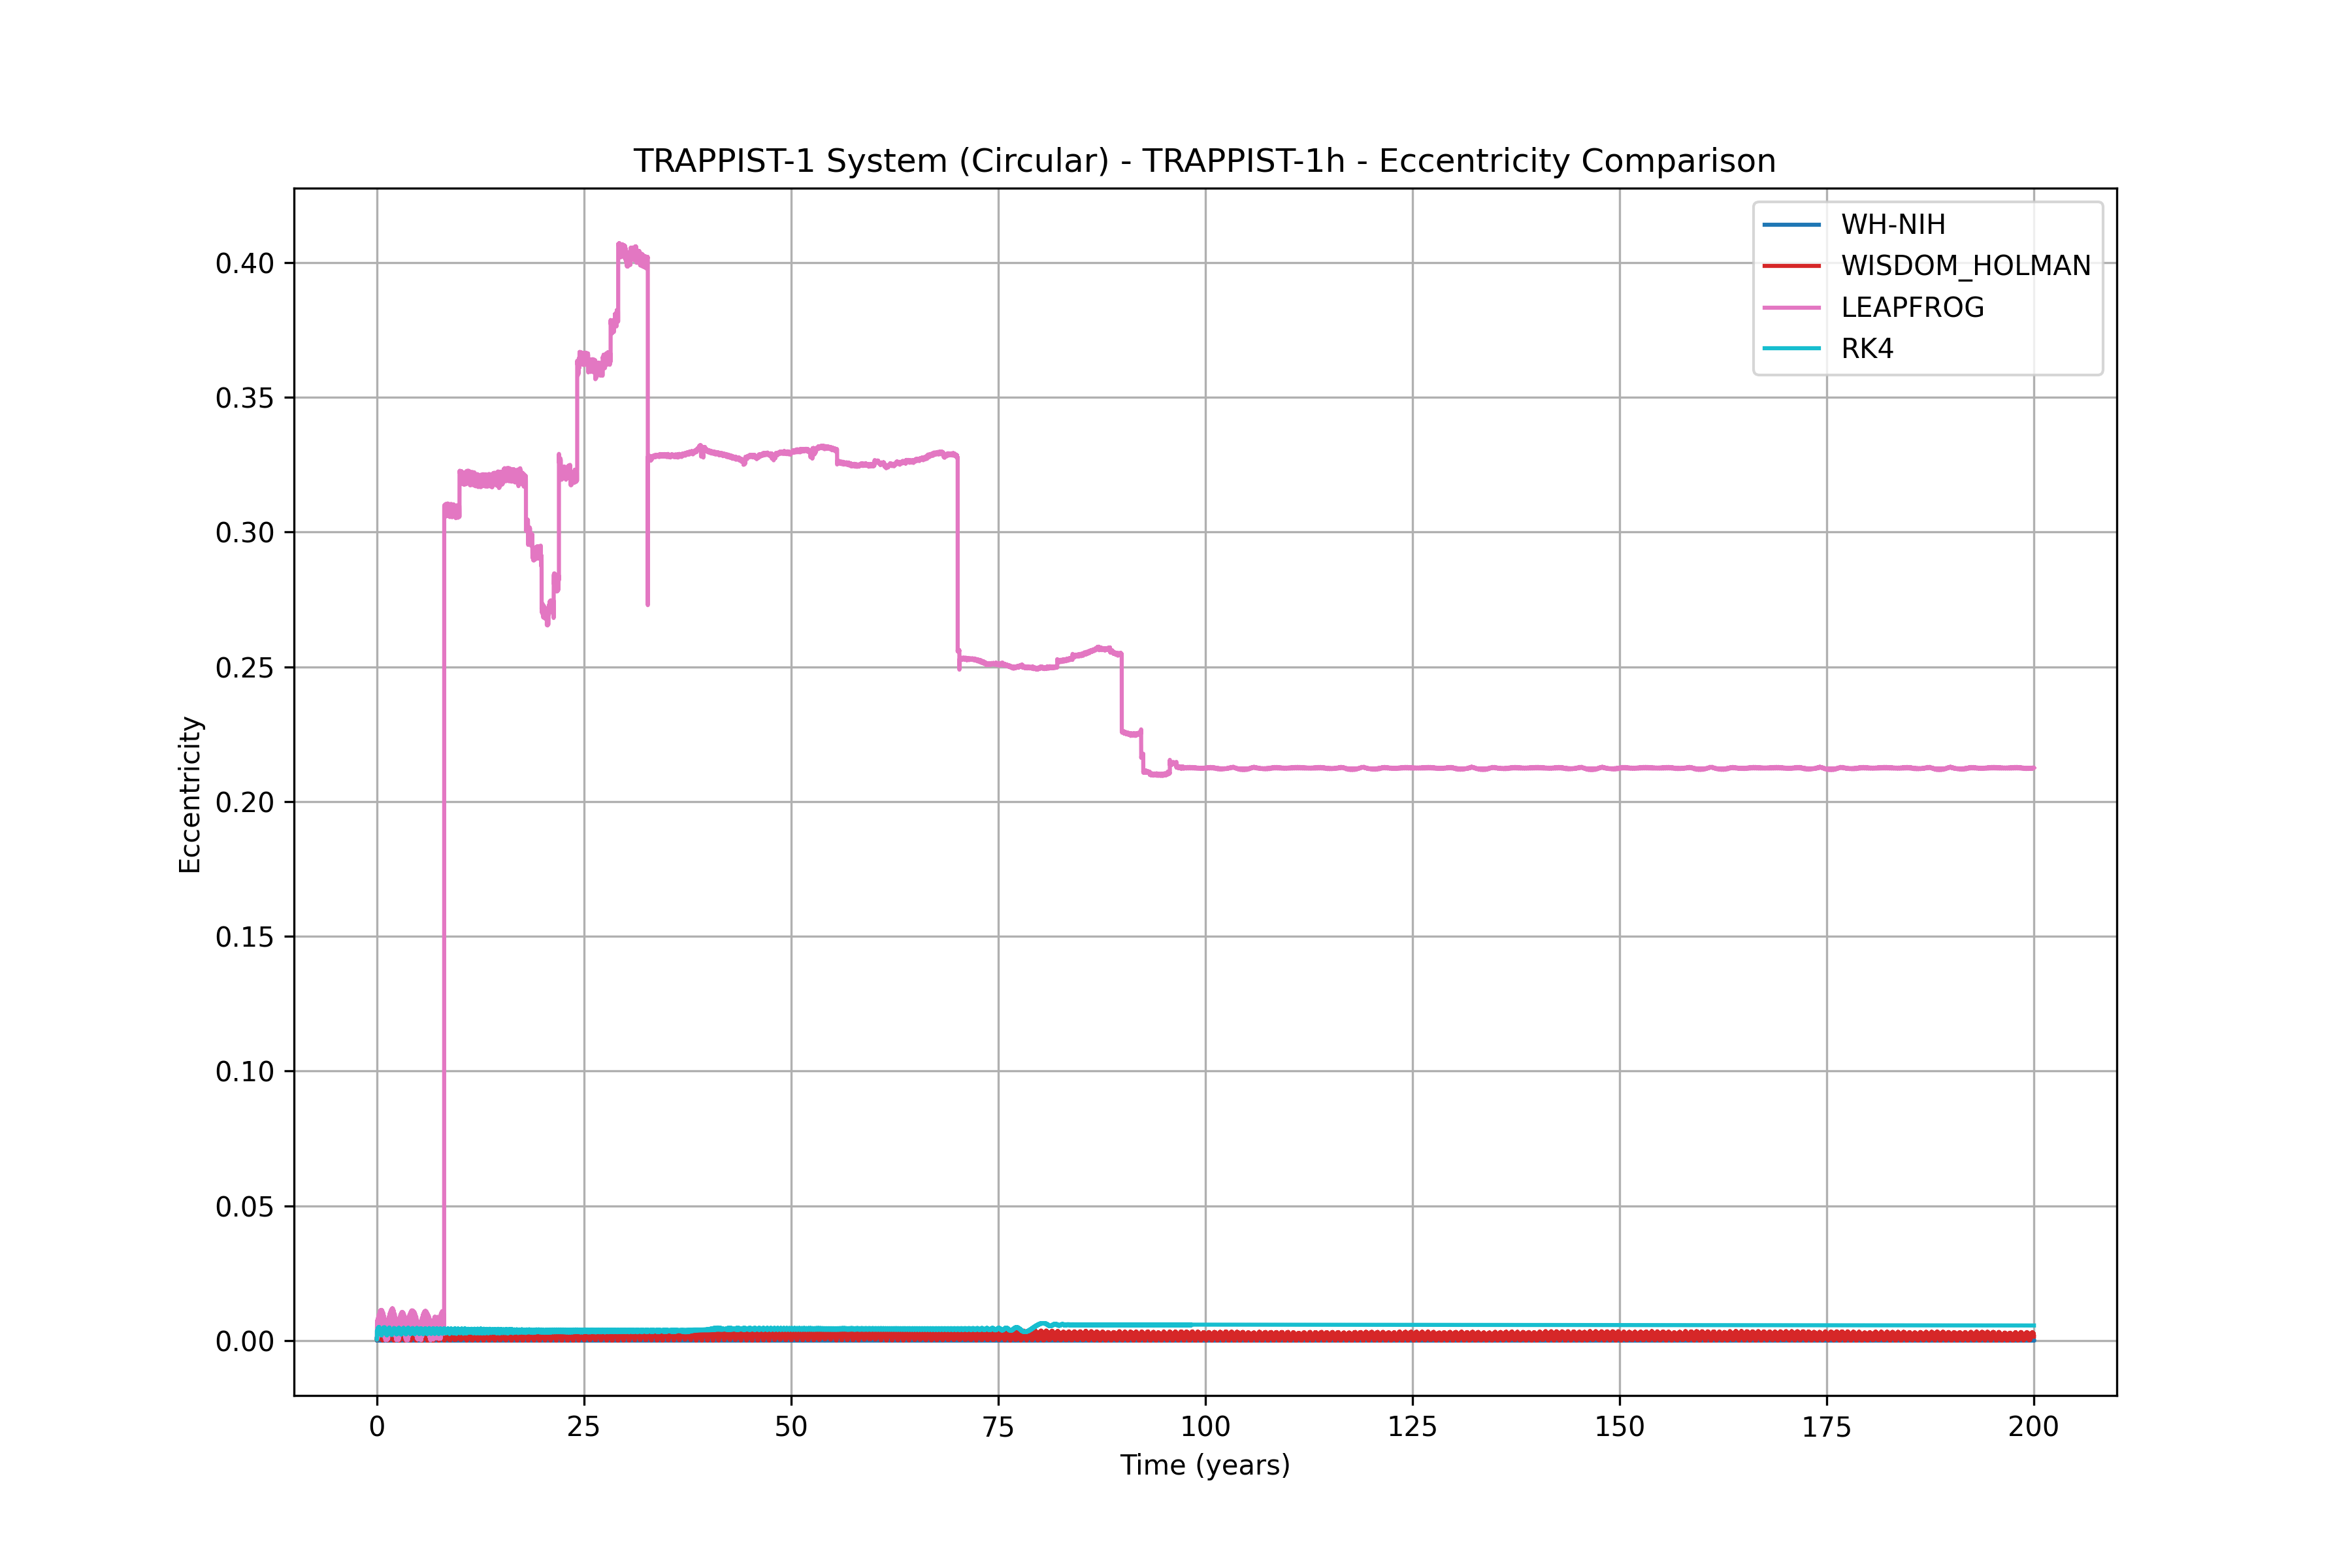 TRAPPIST-1 System (Circular) - TRAPPIST-1h - Eccentricity Comparison
WH-NIH
WISDOM_HOLMAN
LEAPFROG
RK4
Eccentricity
0.40
0.35
0.30
0.25
0.20
0.15
0.10
0.05
0.00
0 25 50 75 100 125 150 175 200
Time (years)